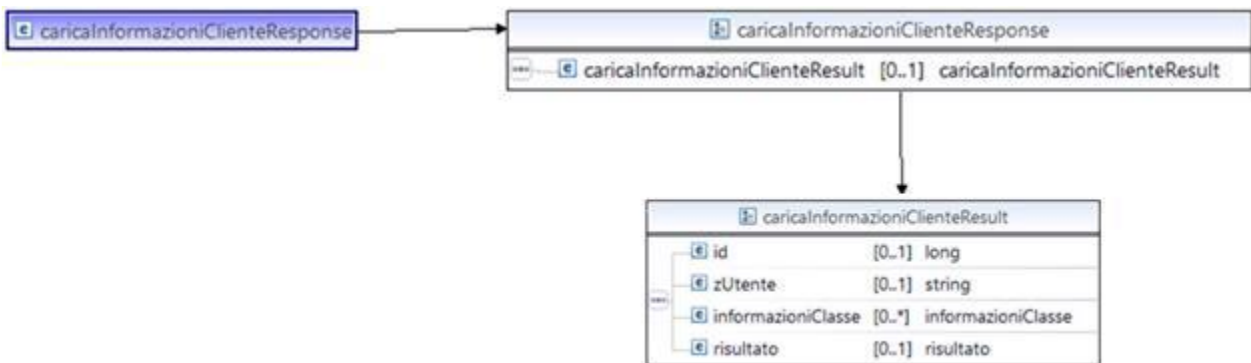 caricaInformazioniClienteResponse
caricaInformazioniClienteResponse
caricaInformazioniClienteResult [0..1] caricaInformazioniClienteResult
caricaInformazioniClienteResult
id [0..1] long
zUtente [0..1] string
informazioniClasse [0..*] informazioniClasse
risultato [0..1] risultato